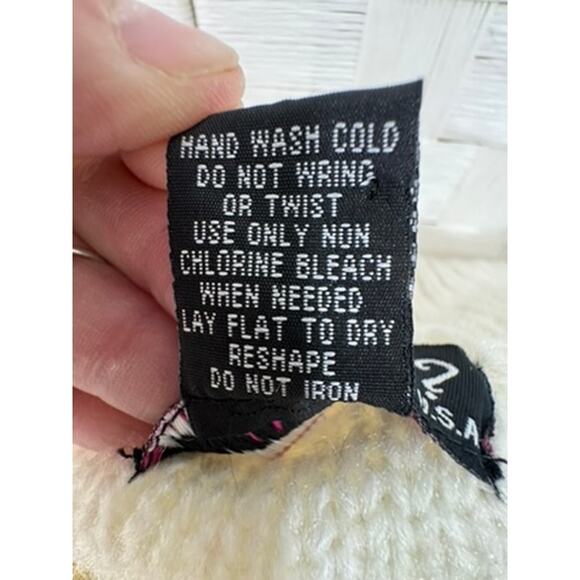 HAND WASH COLD
DO NOT WRING
OR TWIST
USE ONLY NON
CHLORINE BLEACH
WHEN NEEDED
LAY FLAT TO DRY
RESHAPE
DO NOT IRON
U.S.A